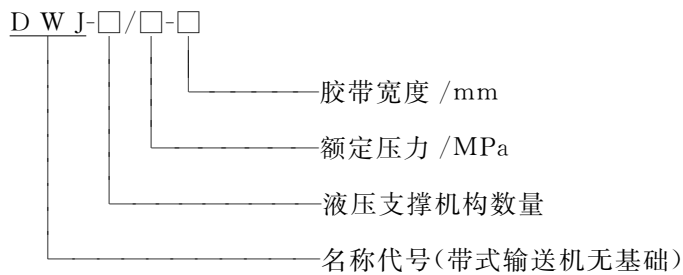 D W J-□/□-□
胶带宽度 /mm
额定压力 /MPa
液压支撑机构数量
名称代号(带式输送机无基础)